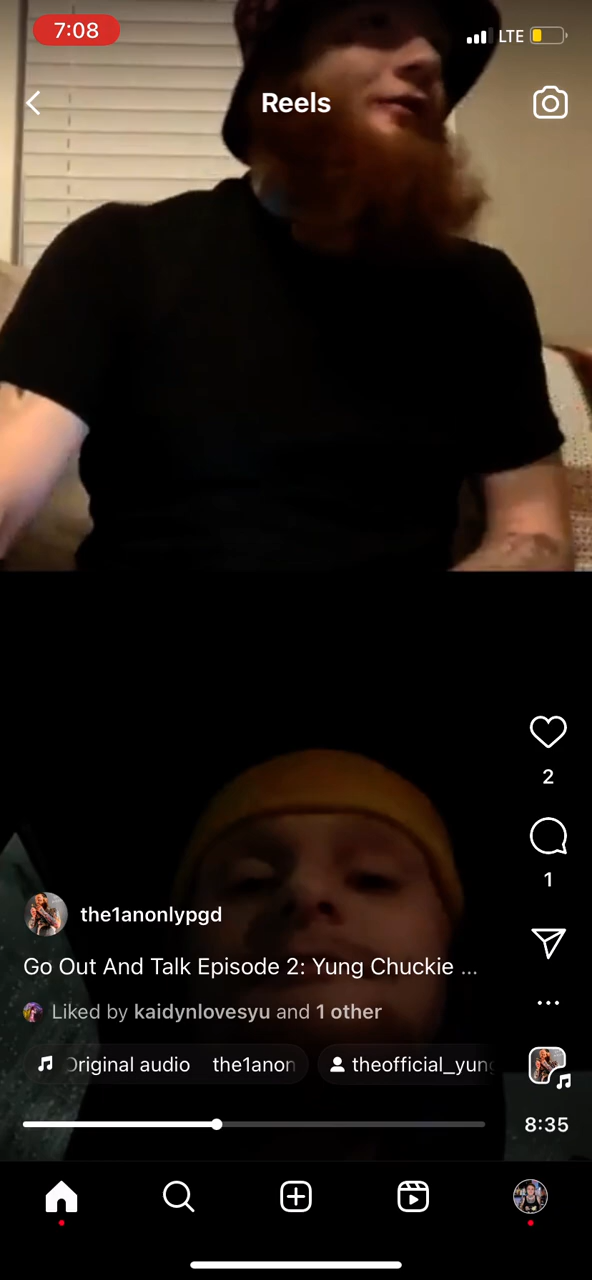 7:08
LTE
Reels
2
1
the1anonlypgd
Go Out And Talk Episode 2: Yung Chuckie ...
Liked by kaidynlovesyu and 1 other
Original audio the1anon
theofficial_yung
8:35